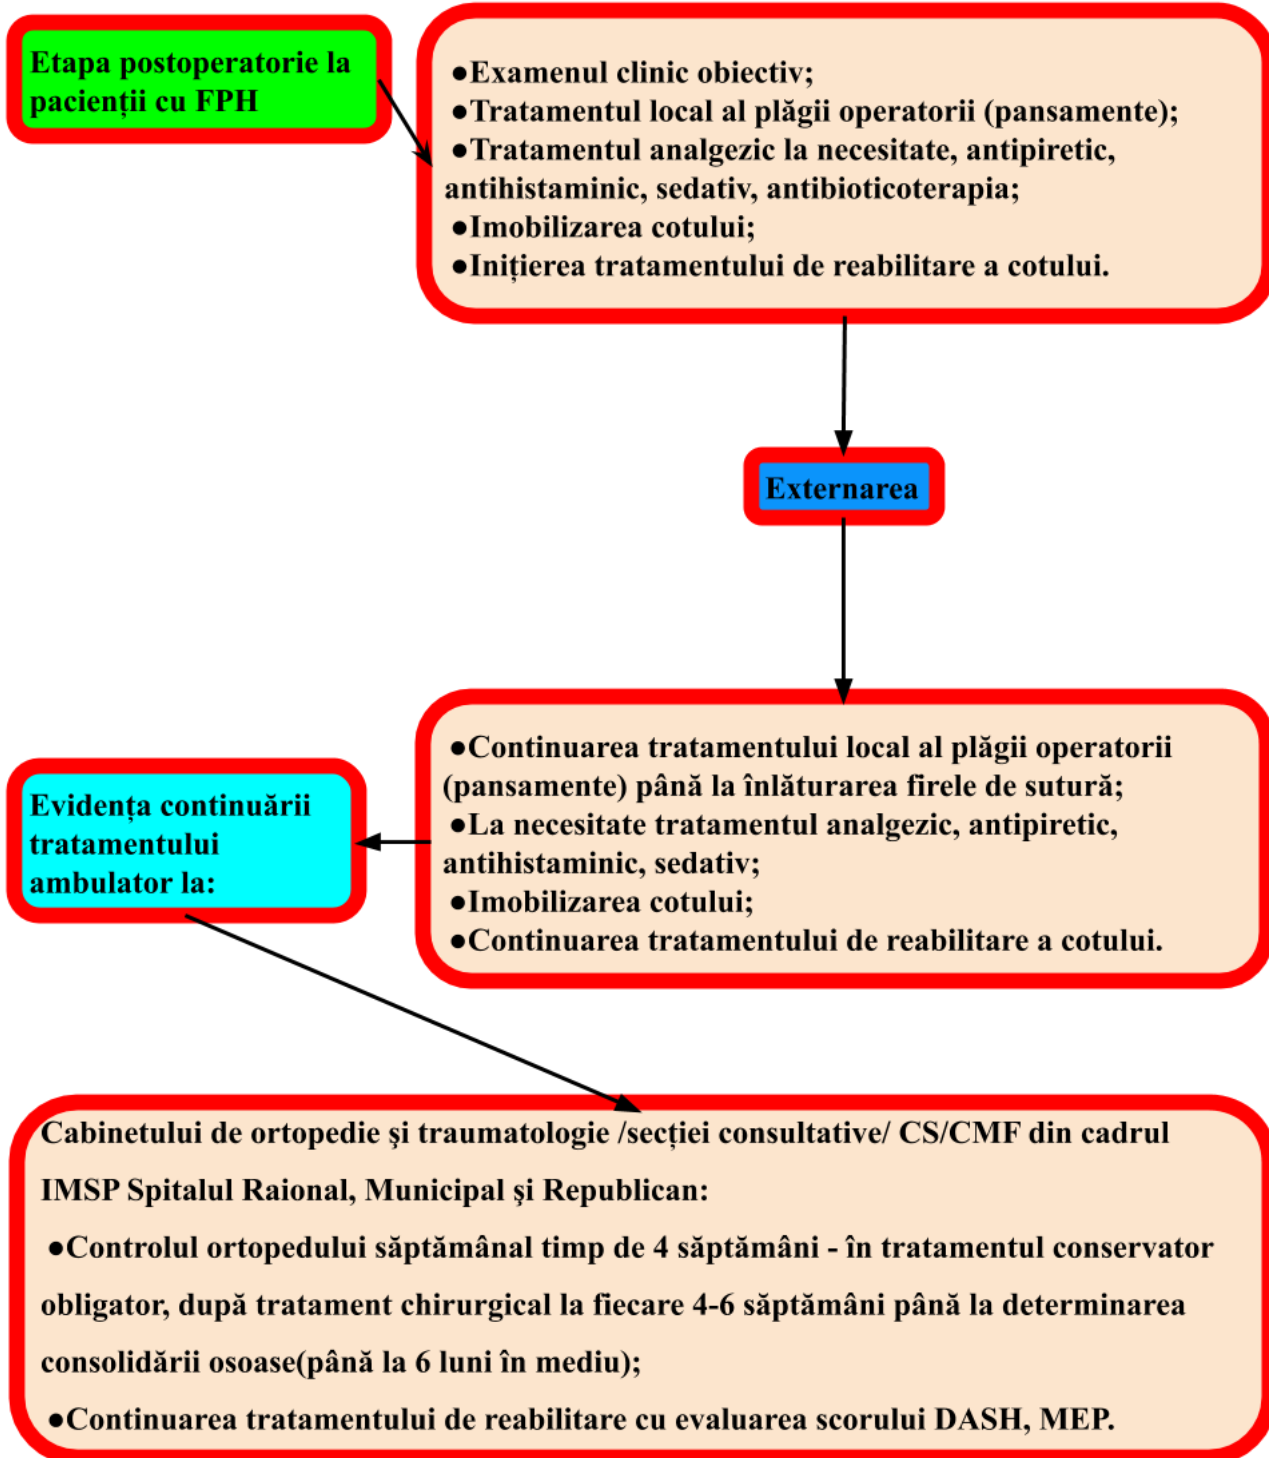 Etapa postoperatorie la
pacienții cu FPH
●Examenul clinic obiectiv;
●Tratamentul local al plăgii operatorii (pansamente);
●Tratamentul analgezic la necesitate, antipiretic,
antihistaminic, sedativ, antibioticoterapia;
●Imobilizarea cotului;
●Inițierea tratamentului de reabilitare a cotului.
Externarea
●Continuarea tratamentului local al plăgii operatorii
(pansamente) până la înlăturarea firele de sutură;
●La necesitate tratamentul analgezic, antipiretic,
antihistaminic, sedativ;
●Imobilizarea cotului;
●Continuarea tratamentului de reabilitare a cotului.
Evidența continuării
tratamentului
ambulator la:
Cabinetului de ortopedie şi traumatologie /secției consultative/ CS/CMF din cadrul
IMSP Spitalul Raional, Municipal şi Republican:
●Controlul ortopedului săptămânal timp de 4 săptămâni - în tratamentul conservator
obligator, după tratament chirurgical la fiecare 4-6 săptămâni până la determinarea
consolidării osoase(până la 6 luni în mediu);
●Continuarea tratamentului de reabilitare cu evaluarea scorului DASH, MEP.